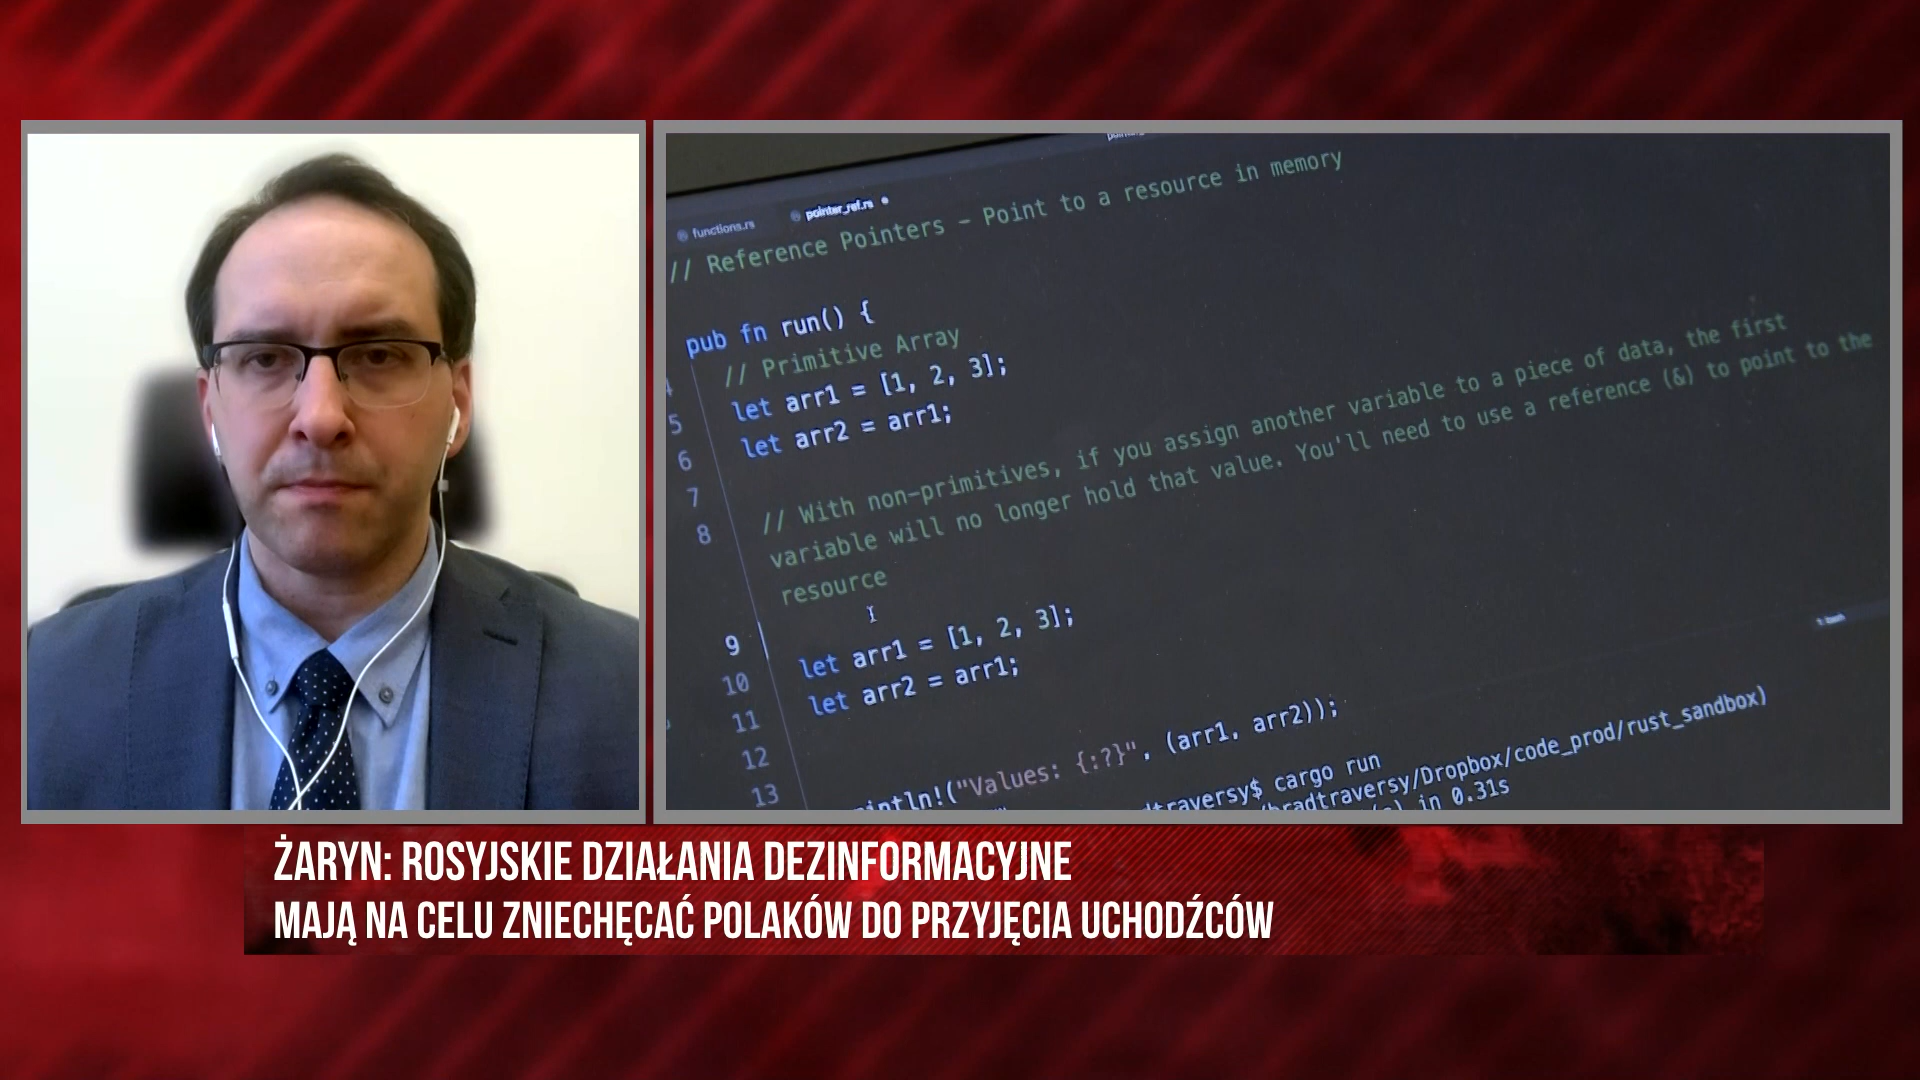 functions.rs
pointer_ref.rs
// Reference Pointers – Point to a resource in memory
pub fn run() {
// Primitive Array
5 let arr1 = [1, 2, 3];
6 let arr2 = arr1;
7
8 // With non-primitives, if you assign another variable to a piece of data, the first
variable will no longer hold that value. You'll need to use a reference (&) to point to the
resource
9
10 let arr1 = [1, 2, 3];
11 let arr2 = arr1;
12
13 intln!("Values: {:?}", (arr1, arr2));
traversy$ cargo run
bradtraversy/Dropbox/code_prod/rust_sandbox)
in 0.31s
ŻARYN: ROSYJSKIE DZIAŁANIA DEZINFORMACYJNE
MAJĄ NA CELU ZNIECHĘCAĆ POLAKÓW DO PRZYJĘCIA UCHODŹCÓW